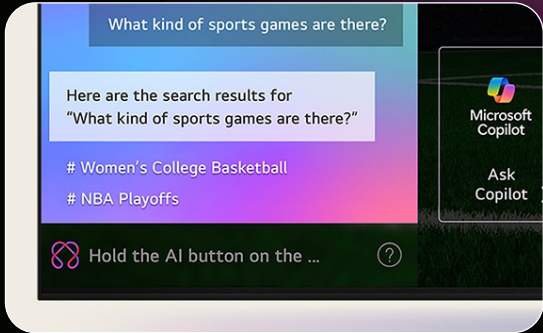 What kind of sports games are there?
Here are the search results for
“What kind of sports games are there?”
# Women’s College Basketball
# NBA Playoffs
Hold the AI button on the ...
?
Microsoft
Copilot
Ask
Copilot